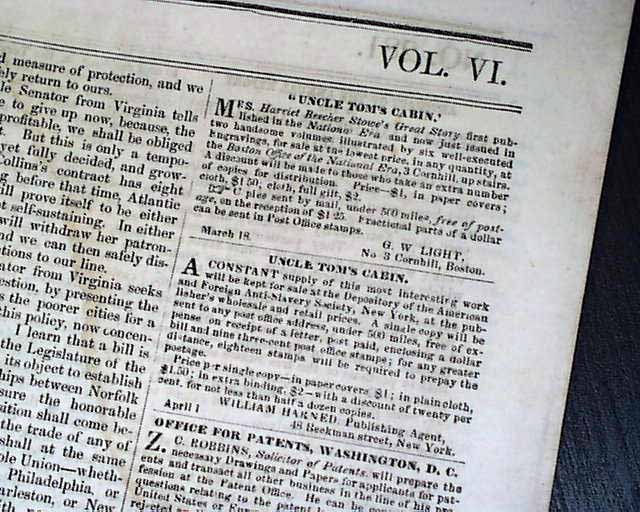 VOL. VI.
d measure of protection, and we
ely return to ours.
le Senator from Virginia tells
e to give up now, because, the
profitable, we shall be obliged
t. But this is only a tempo-
yet fully decided, and grow-
Collins's contract has eight
g before that time, Atlantic
ill prove itself to be either
t self-sustaining. In either
will withdraw her patron-
nd we can then safely dis-
tions to our line.
ator from Virginia seeks
estion, by presenting the
s the poorer cities for a
his policy, now concen-
I learn that a bill is
the Legislature of the
its object to establish
hips between Norfolk
sure the honorable
ition shall come be-
the trade of any of
shall at the same
ole Union—wheth-
Philadelphia, or
arleston, or New
"UNCLE TOM'S CABIN."
MRS. Harriet Beecher Stowe's Great Story first pub-
lished in the National Era and now just issued in
two handsome volumes, illustrated by six well-executed
Engravings, for sale at the lowest price, in any quantity, at
the Boston Office of the National Era, 3 Cornhill, up stairs.
A discount will be made to those who take an extra number
of copies for distribution. Price—$1, in paper covers;
cloth, $1.50, cloth, full gilt, $2.
Copies sent by mail, under 500 miles, free of post-
age, on the reception of $1 25. Fractional parts of a dollar
can be sent in Post Office stamps.
G. W. LIGHT,
March 18. No 3 Cornhill, Boston.
UNCLE TOM'S CABIN.
A CONSTANT supply of this most interesting work
will be kept for sale at the Depository of the American
and Foreign Anti-Slavery Society, New York, at the pub-
lisher's wholesale and retail prices. A single copy will be
sent to any post office address, under 500 miles, free of ex-
pense, on receipt of a letter, post paid, enclosing a dollar
bill and nine three-cent post office stamps; for any greater
distance, eighteen stamps will be required to prepay the
postage.
Price per single copy—in paper covers $1; in plain cloth,
$1.50; in extra binding, $2—with a discount of twenty per
cent. for not less than half a dozen copies.
WILLIAM HARNED, Publishing Agent,
April 1 48 Beekman street, New York.
OFFICE FOR PATENTS, WASHINGTON, D. C.
Z. C. ROBBINS, Solicitor of Patents, will prepare the
necessary Drawings and Papers for applicants for pat-
ents and transact all other business in the line of his pro-
fession at the Patent Office. He can be consulted on all
questions relating to the patent
United States or